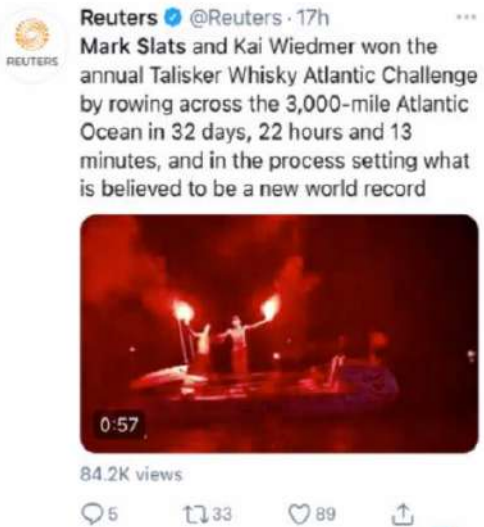 Reuters @Reuters · 17h
REUTERS
Mark Slats and Kai Wiedmer won the
annual Talisker Whisky Atlantic Challenge
by rowing across the 3,000-mile Atlantic
Ocean in 32 days, 22 hours and 13
minutes, and in the process setting what
is believed to be a new world record
0:57
84.2K views
5 33 89